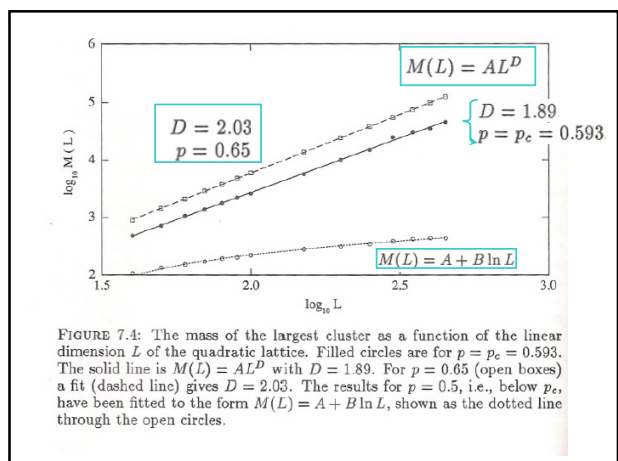 6
M(L) = AL^D
5
D = 1.89
p = p_c = 0.593
D = 2.03
p = 0.65
log₁₀ M(L)
4
3
2
M(L) = A + B ln L
1.5
2.0
2.5
3.0
log₁₀ L
FIGURE 7.4: The mass of the largest cluster as a function of the linear
dimension L of the quadratic lattice. Filled circles are for p = p_c = 0.593.
The solid line is M(L) = AL^D with D = 1.89. For p = 0.65 (open boxes)
a fit (dashed line) gives D = 2.03. The results for p = 0.5, i.e., below p_c,
have been fitted to the form M(L) = A + B ln L, shown as the dotted line
through the open circles.